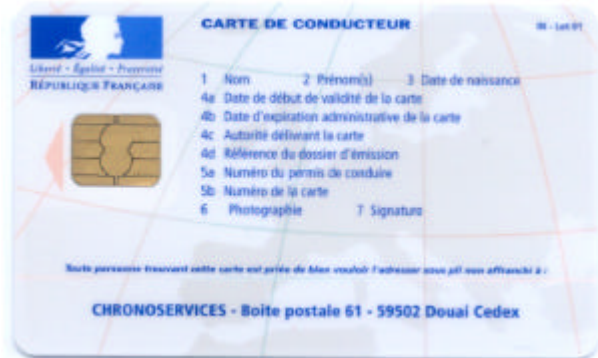 CARTE DE CONDUCTEUR
Liberté • Égalité • Fraternité
RÉPUBLIQUE FRANÇAISE
1 Nom 2 Prénom(s) 3 Date de naissance
4a Date de début de validité de la carte
4b Date d'expiration administrative de la carte
4c Autorité délivrant la carte
4d Référence du dossier d'émission
5a Numéro du permis de conduire
5b Numéro de la carte
6 Photographie 7 Signature
Toute personne trouvant cette carte est priée de bien vouloir l'adresser sous pli non affranchi à :
CHRONOSERVICES - Boite postale 61 - 59502 Douai Cedex